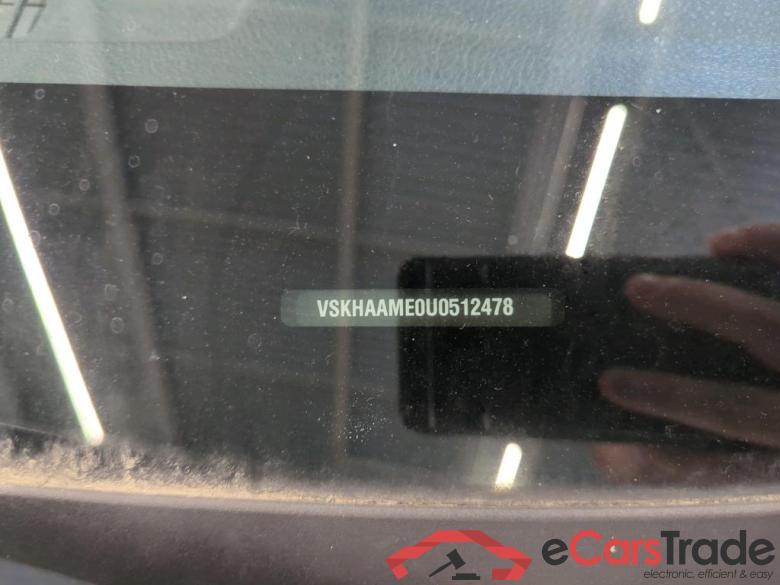 VSKHAAME0U0512478
eCarsTrade
electronic, efficient & easy